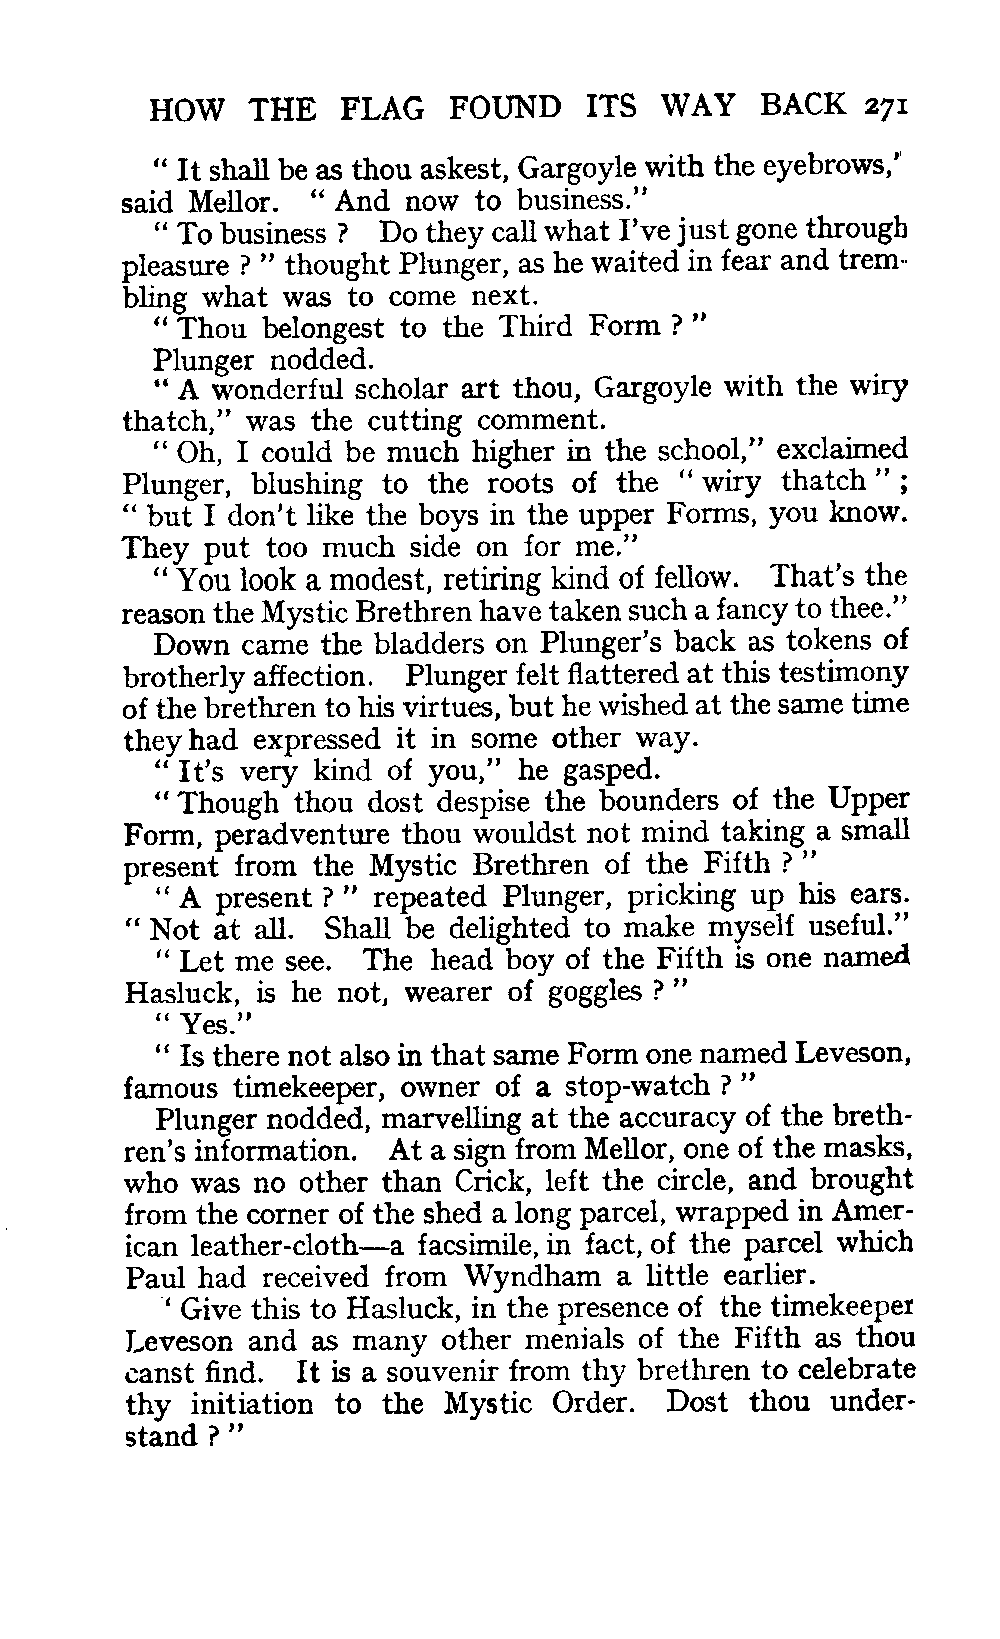 HOW THE FLAG FOUND ITS WAY BACK 271
" It shall be as thou askest, Gargoyle with the eyebrows,'
said Mellor. " And now to business."
" To business ? Do they call what I've just gone through
pleasure ? " thought Plunger, as he waited in fear and trem-
bling what was to come next.
" Thou belongest to the Third Form ? "
Plunger nodded.
" A wonderful scholar art thou, Gargoyle with the wiry
thatch," was the cutting comment.
" Oh, I could be much higher in the school," exclaimed
Plunger, blushing to the roots of the " wiry thatch " ;
" but I don't like the boys in the upper Forms, you know.
They put too much side on for me."
" You look a modest, retiring kind of fellow. That's the
reason the Mystic Brethren have taken such a fancy to thee."
Down came the bladders on Plunger's back as tokens of
brotherly affection. Plunger felt flattered at this testimony
of the brethren to his virtues, but he wished at the same time
they had expressed it in some other way.
" It's very kind of you," he gasped.
" Though thou dost despise the bounders of the Upper
Form, peradventure thou wouldst not mind taking a small
present from the Mystic Brethren of the Fifth ? "
" A present ? " repeated Plunger, pricking up his ears.
" Not at all. Shall be delighted to make myself useful."
" Let me see. The head boy of the Fifth is one named
Hasluck, is he not, wearer of goggles ? "
" Yes."
" Is there not also in that same Form one named Leveson,
famous timekeeper, owner of a stop-watch ? "
Plunger nodded, marvelling at the accuracy of the breth-
ren's information. At a sign from Mellor, one of the masks,
who was no other than Crick, left the circle, and brought
from the corner of the shed a long parcel, wrapped in Amer-
ican leather-cloth—a facsimile, in fact, of the parcel which
Paul had received from Wyndham a little earlier.
' Give this to Hasluck, in the presence of the timekeeper
Leveson and as many other menials of the Fifth as thou
canst find. It is a souvenir from thy brethren to celebrate
thy initiation to the Mystic Order. Dost thou under-
stand ? "